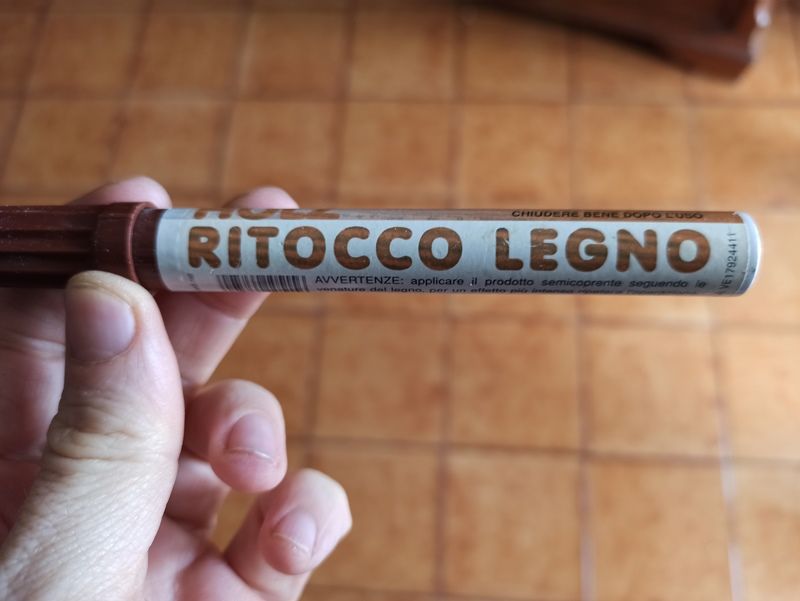 CHIUDERE BENE DOPO L'USO
RITOCCO LEGNO
AVVERTENZE: applicare il prodotto semicoprente seguendo le
venature del legno, per un effetto più intenso
VE17924411